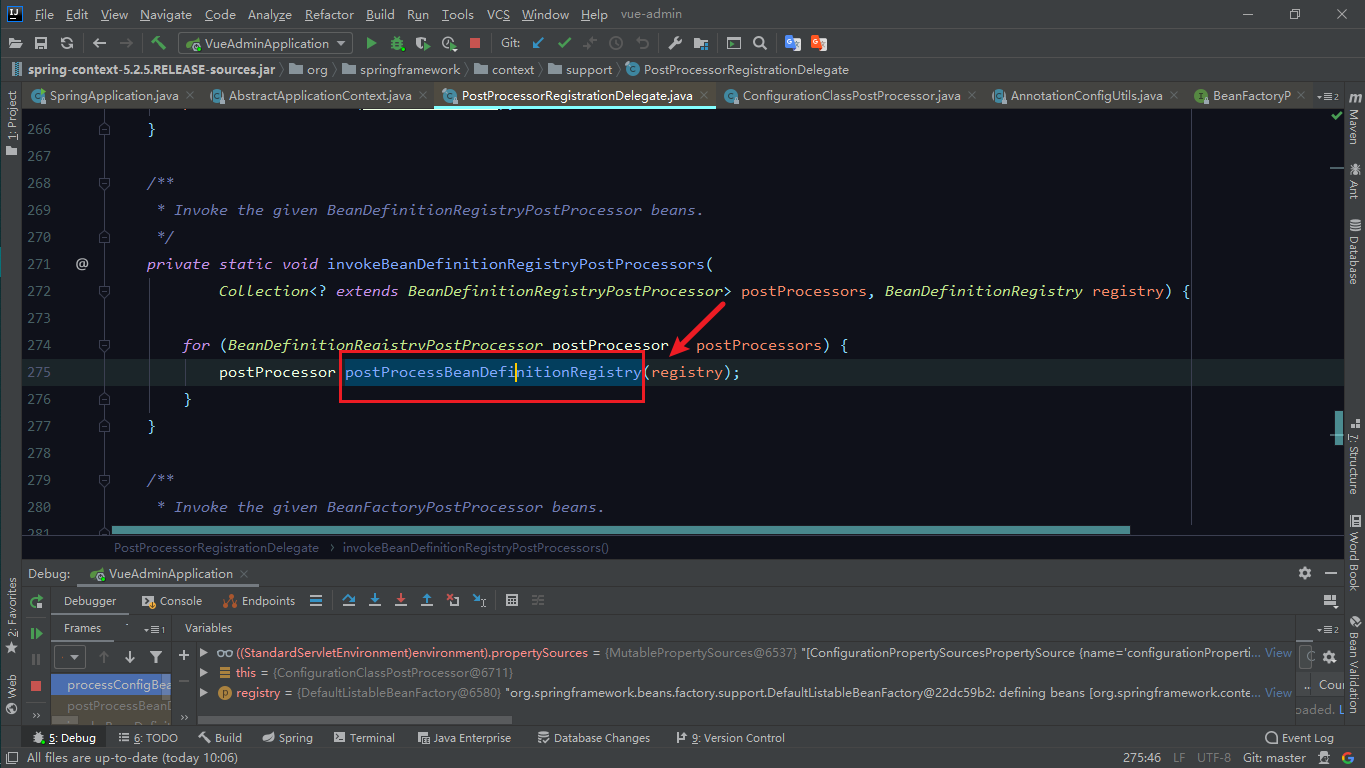 File Edit View Navigate Code Analyze Refactor Build Run Tools VCS Window Help vue-admin
VueAdminApplication Git:
spring-context-5.2.5.RELEASE-sources.jar org springframework context support PostProcessorRegistrationDelegate
SpringApplication.java AbstractApplicationContext.java PostProcessorRegistrationDelegate.java ConfigurationClassPostProcessor.java AnnotationConfigUtils.java BeanFactoryP
1: Project
2: Favorites
Web
266 }
267
268 /**
269 * Invoke the given BeanDefinitionRegistryPostProcessor beans.
270 */
271 @ private static void invokeBeanDefinitionRegistryPostProcessors(
272 Collection<? extends BeanDefinitionRegistryPostProcessor> postProcessors, BeanDefinitionRegistry registry) {
273
274 for (BeanDefinitionRegistryPostProcessor postProcessor postProcessors) {
275 postProcessor postProcessBeanDefinitionRegistry(registry);
276 }
277 }
278
279 /**
280 * Invoke the given BeanFactoryPostProcessor beans.
281
PostProcessorRegistrationDelegate › invokeBeanDefinitionRegistryPostProcessors()
Maven
Ant
Database
7: Structure
Word Book
Bean Validation
Debug: VueAdminApplication
Debugger Console Endpoints
Frames Variables
((StandardServletEnvironment)environment).propertySources = {MutablePropertySources@6537} "[ConfigurationPropertySourcesPropertySource {name='configurationProperti... View
this = {ConfigurationClassPostProcessor@6711}
registry = {DefaultListableBeanFactory@6580} "org.springframework.beans.factory.support.DefaultListableBeanFactory@22dc59b2: defining beans [org.springframework.conte... View
processConfigBea
postProcessBeanD
Cou
oaded. L
5: Debug 6: TODO Build Spring Terminal Java Enterprise Database Changes 9: Version Control Event Log
All files are up-to-date (today 10:06) 275:46 LF UTF-8 Git: master